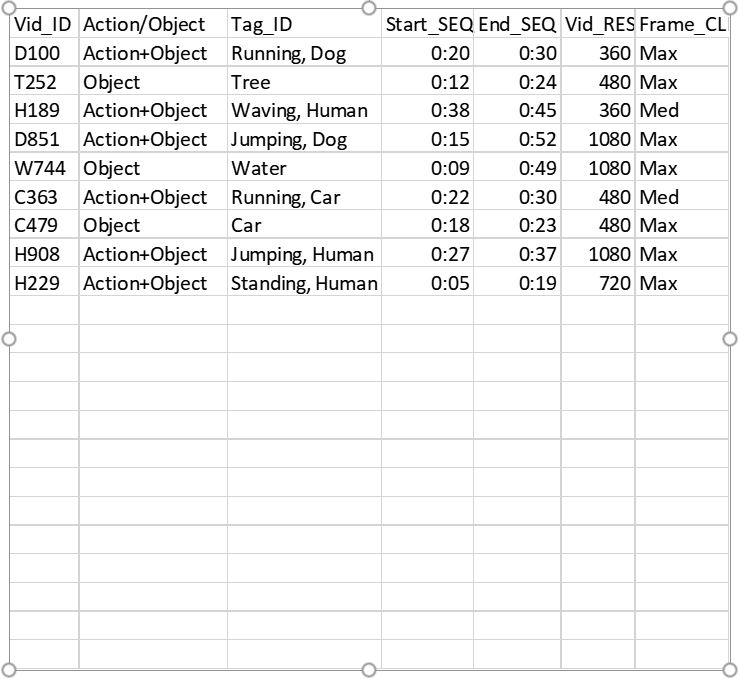 Vid_ID Action/Object Tag_ID Start_SEQ End_SEQ Vid_RES Frame_CL
D100 Action+Object Running, Dog 0:20 0:30 360 Max
T252 Object Tree 0:12 0:24 480 Max
H189 Action+Object Waving, Human 0:38 0:45 360 Med
D851 Action+Object Jumping, Dog 0:15 0:52 1080 Max
W744 Object Water 0:09 0:49 1080 Max
C363 Action+Object Running, Car 0:22 0:30 480 Med
C479 Object Car 0:18 0:23 480 Max
H908 Action+Object Jumping, Human 0:27 0:37 1080 Max
H229 Action+Object Standing, Human 0:05 0:19 720 Max